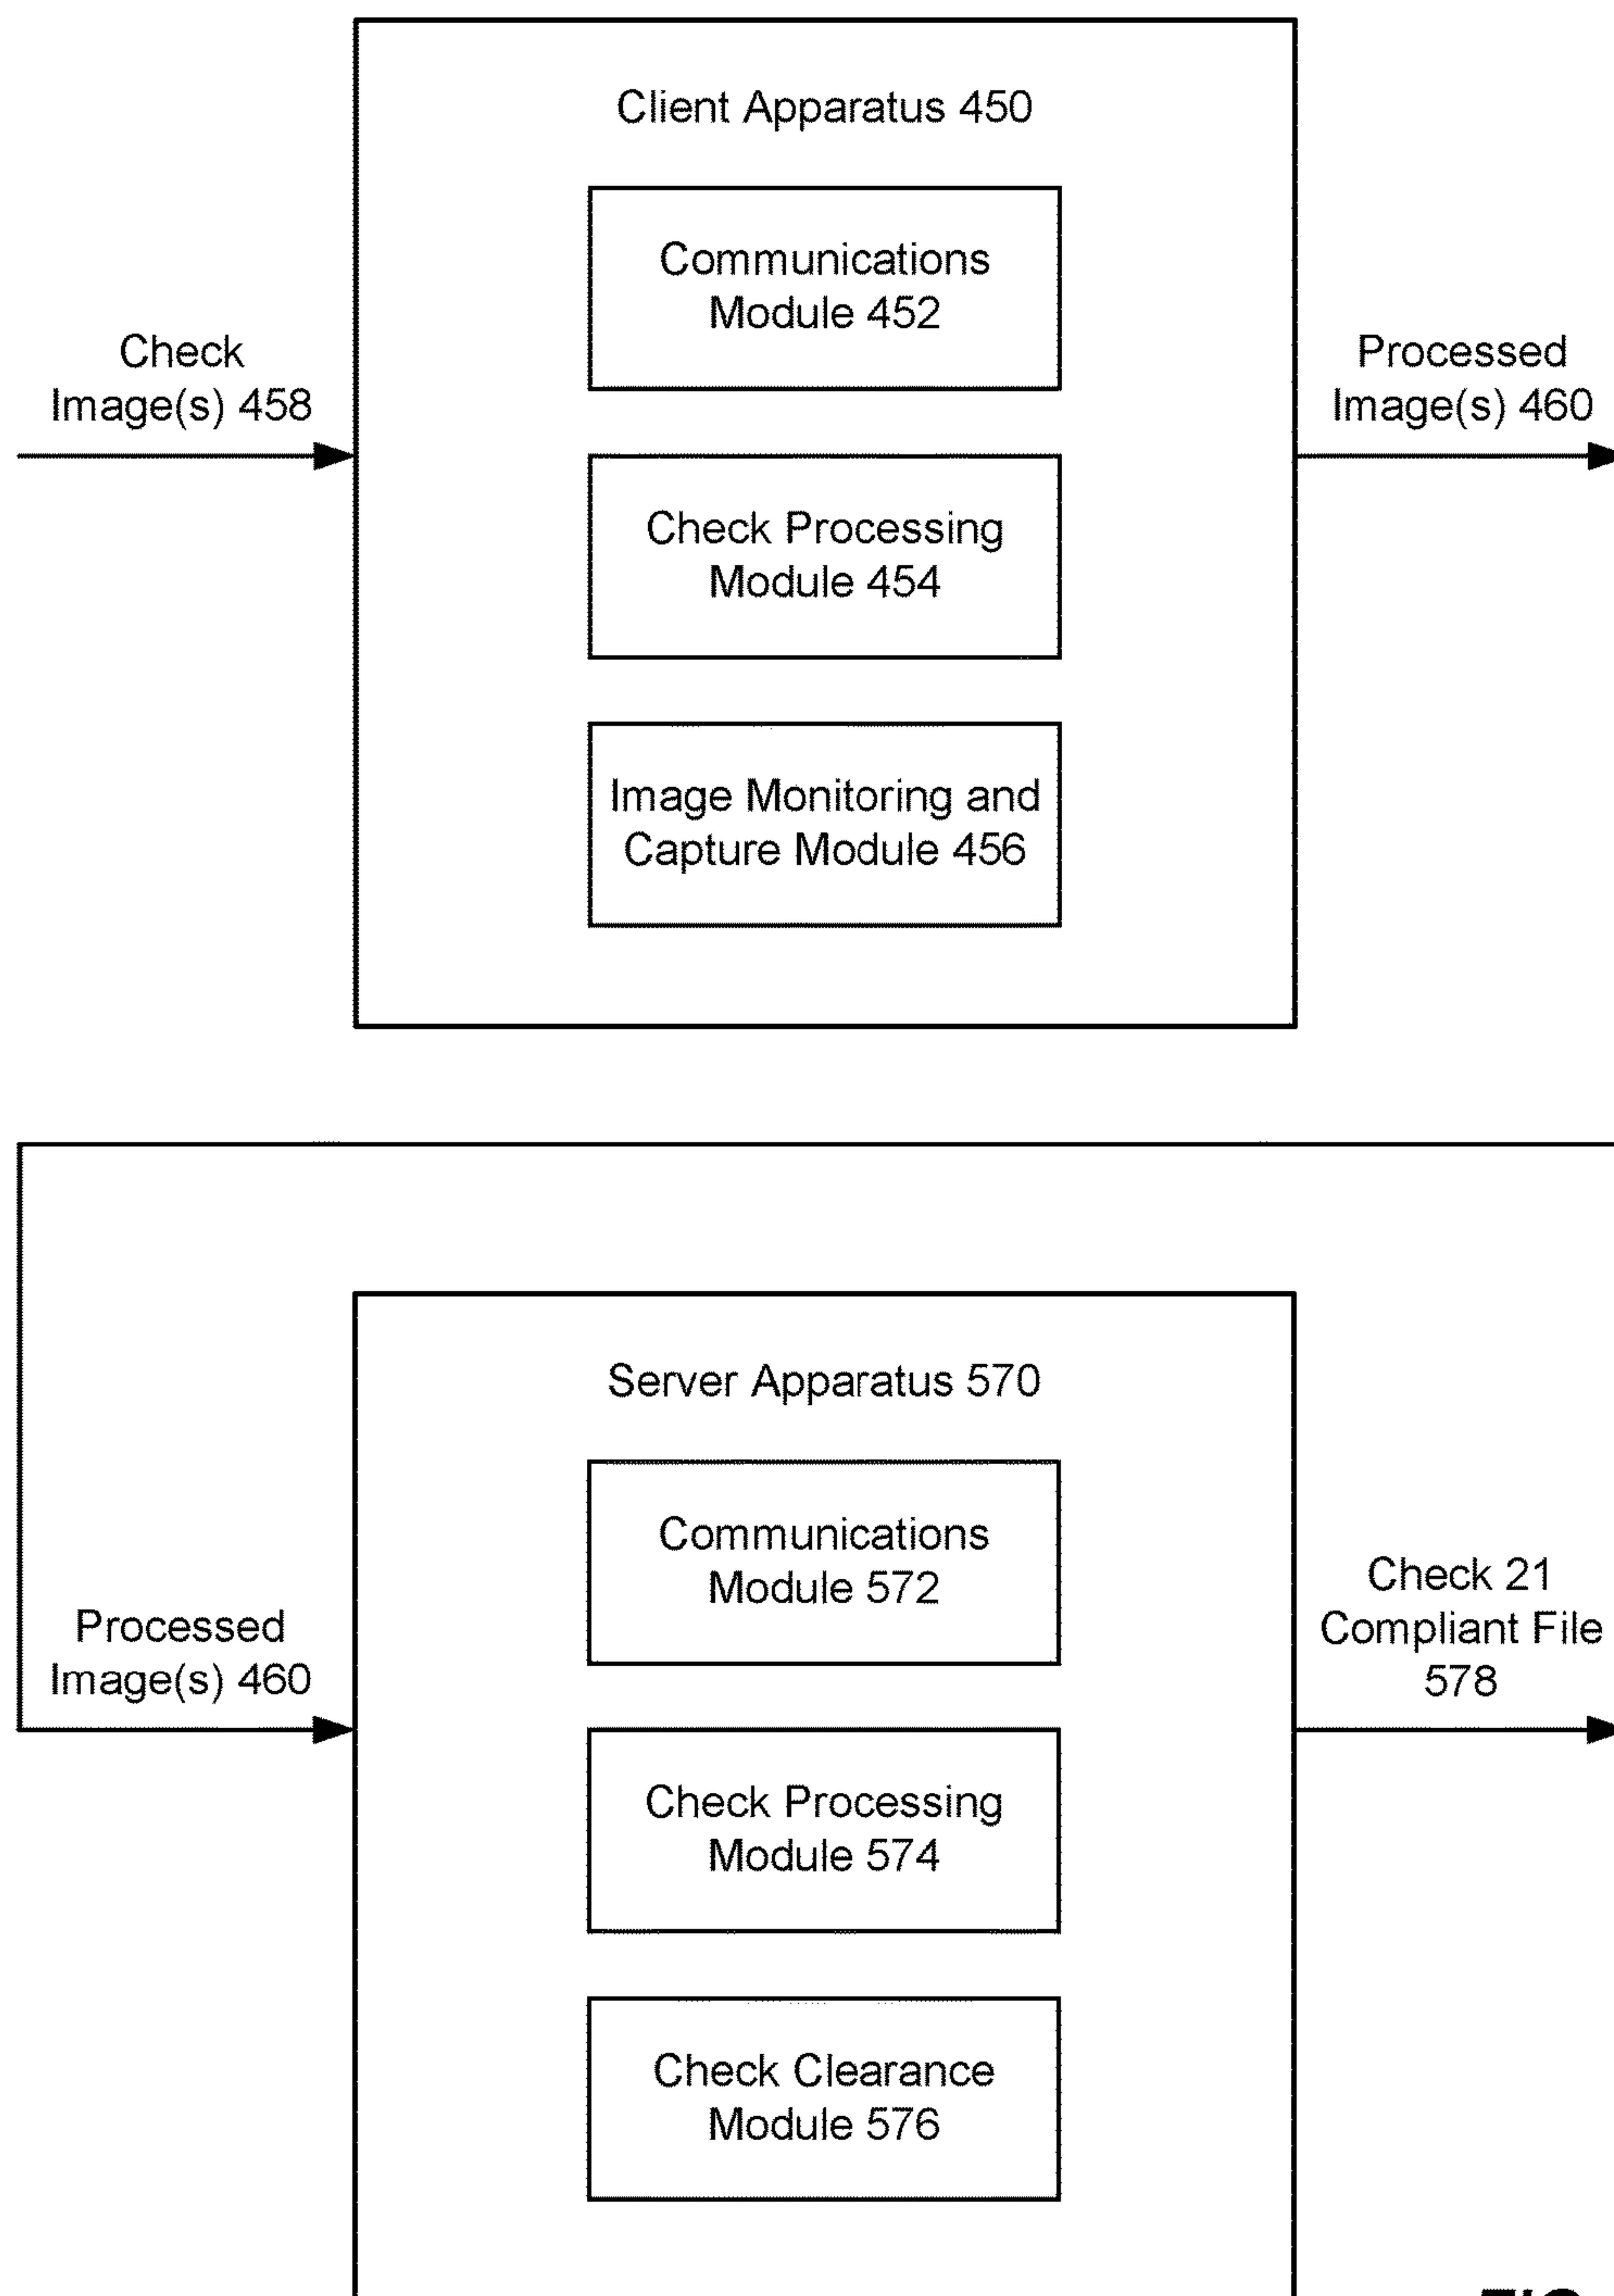 Client Apparatus 450
Communications
Module 452
Check
Image(s) 458
Processed
Image(s) 460
Check Processing
Module 454
Image Monitoring and
Capture Module 456
Server Apparatus 570
Communications
Module 572
Check 21
Compliant File
578
Processed
Image(s) 460
Check Processing
Module 574
Check Clearance
Module 576